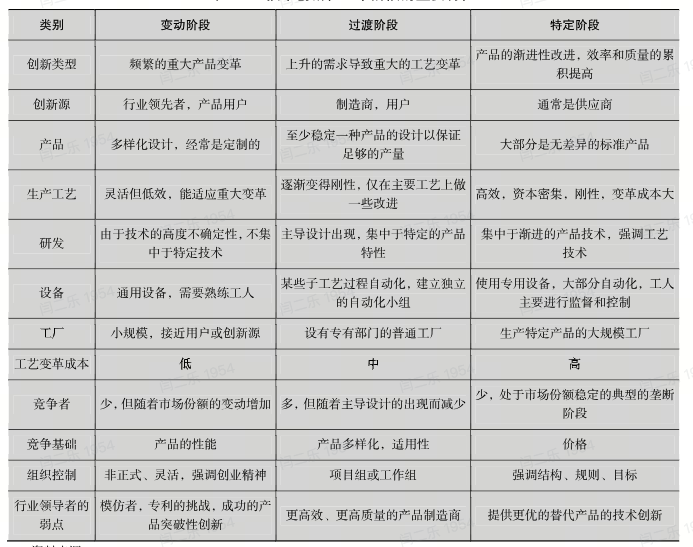 类别 变动阶段 过渡阶段 特定阶段
创新类型 频繁的重大产品变革 上升的需求导致重大的工艺变革 产品的渐进性改进，效率和质量的累
积提高
创新源 行业领先者，产品用户 制造商，用户 通常是供应商
产品 多样化设计，经常是定制的 至少稳定一种产品的设计以保证
足够的产量 大部分是无差异的标准产品
生产工艺 灵活但低效，能适应重大变革 逐渐变得刚性，仅在主要工艺上做
一些改进 高效，资本密集，刚性，变革成本大
研发 由于技术的高度不确定性，不集
中于特定技术 主导设计出现，集中于特定的产品
特性 集中于渐进的产品技术，强调工艺
技术
设备 通用设备，需要熟练工人 某些子工艺过程自动化，建立独立
的自动化小组 使用专用设备，大部分自动化，工人
主要进行监督和控制
工厂 小规模，接近用户或创新源 设有专有部门的普通工厂 生产特定产品的大规模工厂
工艺变革成本 低 中 高
竞争者 少，但随着市场份额的变动增加 多，但随着主导设计的出现而减少 少，处于市场份额稳定的典型的垄断
阶段
竞争基础 产品的性能 产品多样化，适用性 价格
组织控制 非正式、灵活，强调创业精神 项目组或工作组 强调结构、规则、目标
行业领导者的
弱点 模仿者，专利的挑战，成功的产
品突破性创新 更高效、更高质量的产品制造商 提供更优的替代产品的技术创新
闫二乐 1954